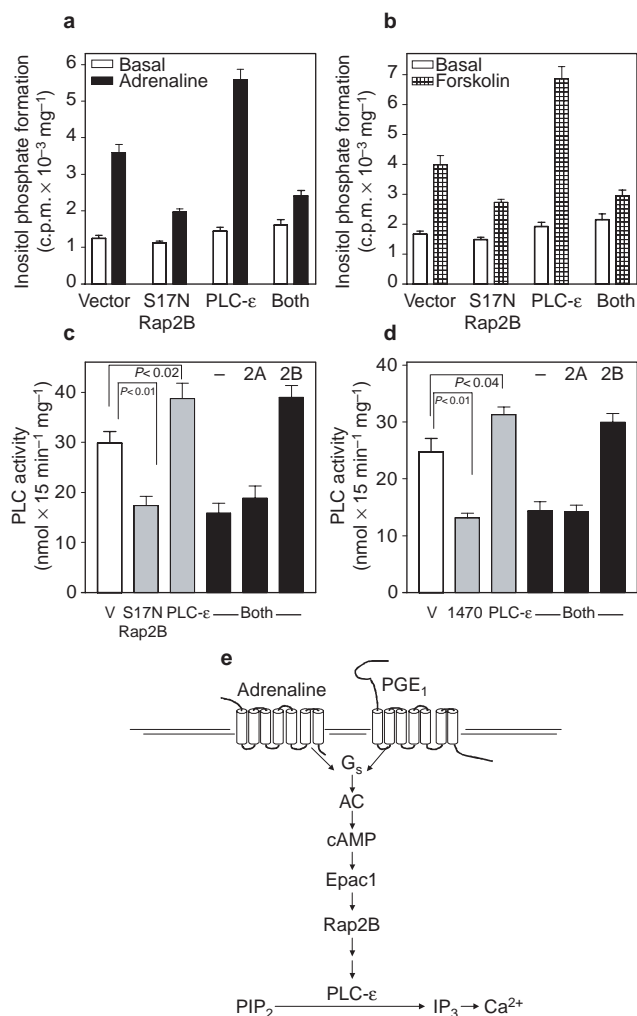 a
Basal
Adrenaline
Inositol phosphate formation
(c.p.m. × 10⁻³ mg⁻¹)
6
5
4
3
2
1
0
Vector S17N PLC-ε Both
Rap2B
b
Basal
Forskolin
Inositol phosphate formation
(c.p.m. × 10⁻³ mg⁻¹)
7
6
5
4
3
2
1
0
Vector S17N PLC-ε Both
Rap2B
c
P< 0.02 – 2A 2B
P< 0.01
PLC activity
(nmol × 15 min⁻¹ mg⁻¹)
40
30
20
10
0
V S17N PLC-ε Both
Rap2B
d
– 2A 2B
P< 0.04
P< 0.01
PLC activity
(nmol × 15 min⁻¹ mg⁻¹)
40
30
20
10
0
V 1470 PLC-ε Both
e
Adrenaline PGE₁
Gₛ
AC
cAMP
Epac1
Rap2B
PLC-ε
PIP₂ IP₃ Ca²⁺